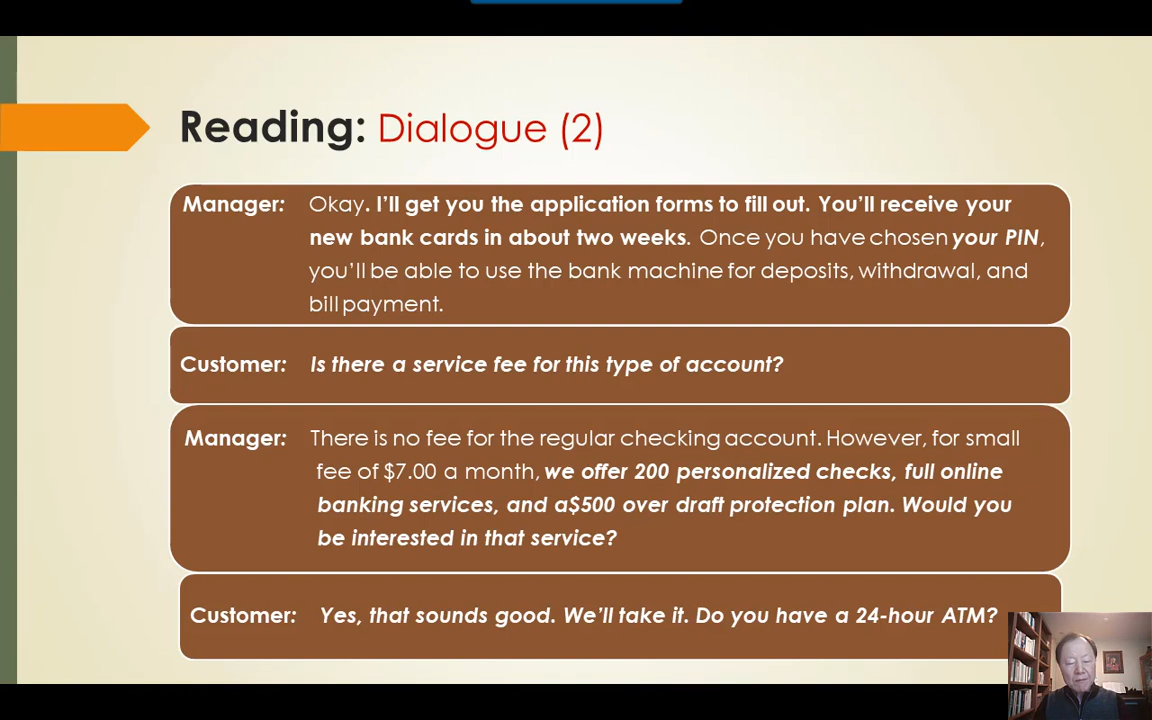 Reading: Dialogue (2)
Manager: Okay. I'll get you the application forms to fill out. You'll receive your
new bank cards in about two weeks. Once you have chosen your PIN,
you'll be able to use the bank machine for deposits, withdrawal, and
bill payment.
Customer: Is there a service fee for this type of account?
Manager: There is no fee for the regular checking account. However, for small
fee of $7.00 a month, we offer 200 personalized checks, full online
banking services, and a$500 over draft protection plan. Would you
be interested in that service?
Customer: Yes, that sounds good. We'll take it. Do you have a 24-hour ATM?